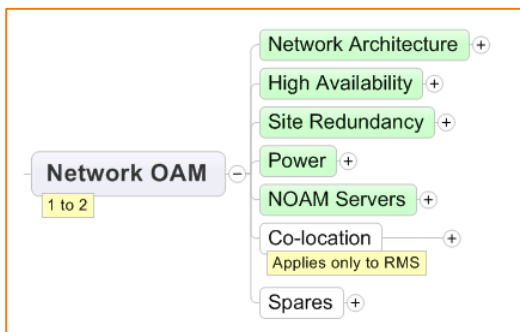 Network Architecture
High Availability
Site Redundancy
Power
Network OAM
1 to 2
NOAM Servers
Co-location
Applies only to RMS
Spares